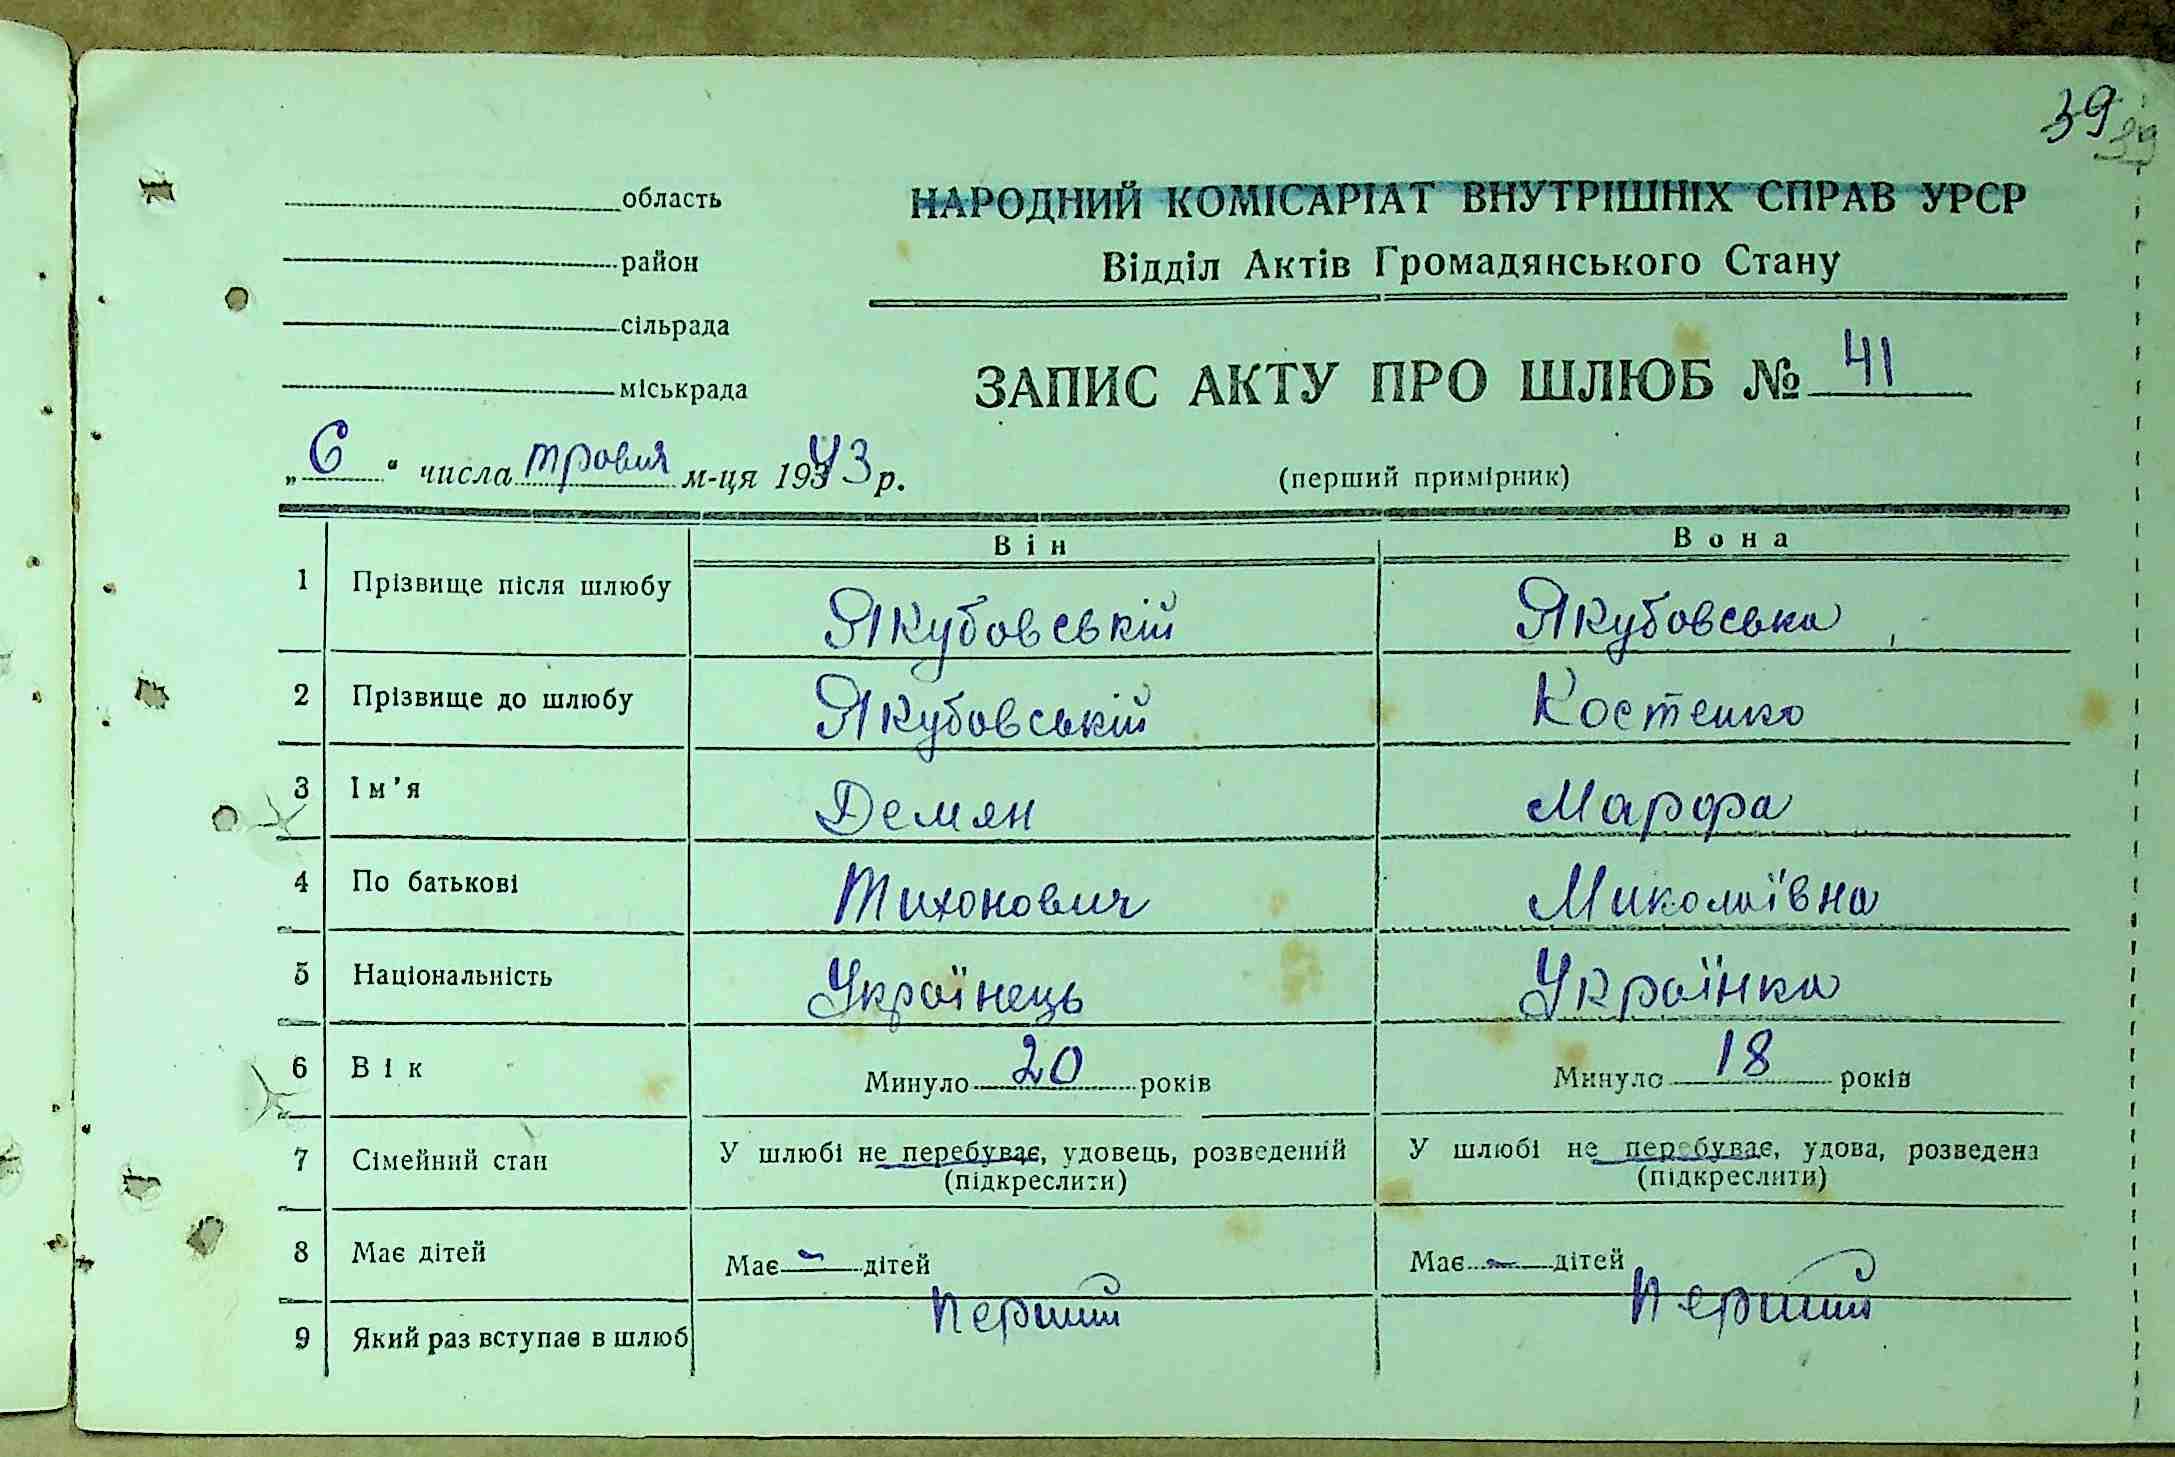 39
39
область
НАРОДНИЙ КОМІСАРІАТ ВНУТРІШНІХ СПРАВ УРСР
район
Відділ Актів Громадянського Стану
сільрада
міськрада
ЗАПИС АКТУ ПРО ШЛЮБ № 41
„6“ числа травня м-ця 1943 р.
(перший примірник)
Він
Вона
1 Прізвище після шлюбу Якубовській Якубовська
2 Прізвище до шлюбу Якубовській Костенко
3 Ім'я Демян Марфа
4 По батькові Тихонович Миколаївна
5 Національність Українець Українка
6 Вік Минуло 20 років Минуло 18 років
7 Сімейний стан У шлюбі не перебуває, удовець, розведений У шлюбі не перебуває, удова, розведена
(підкреслити) (підкреслити)
8 Має дітей Має - дітей Має - дітей
9 Який раз вступає в шлюб перший перший